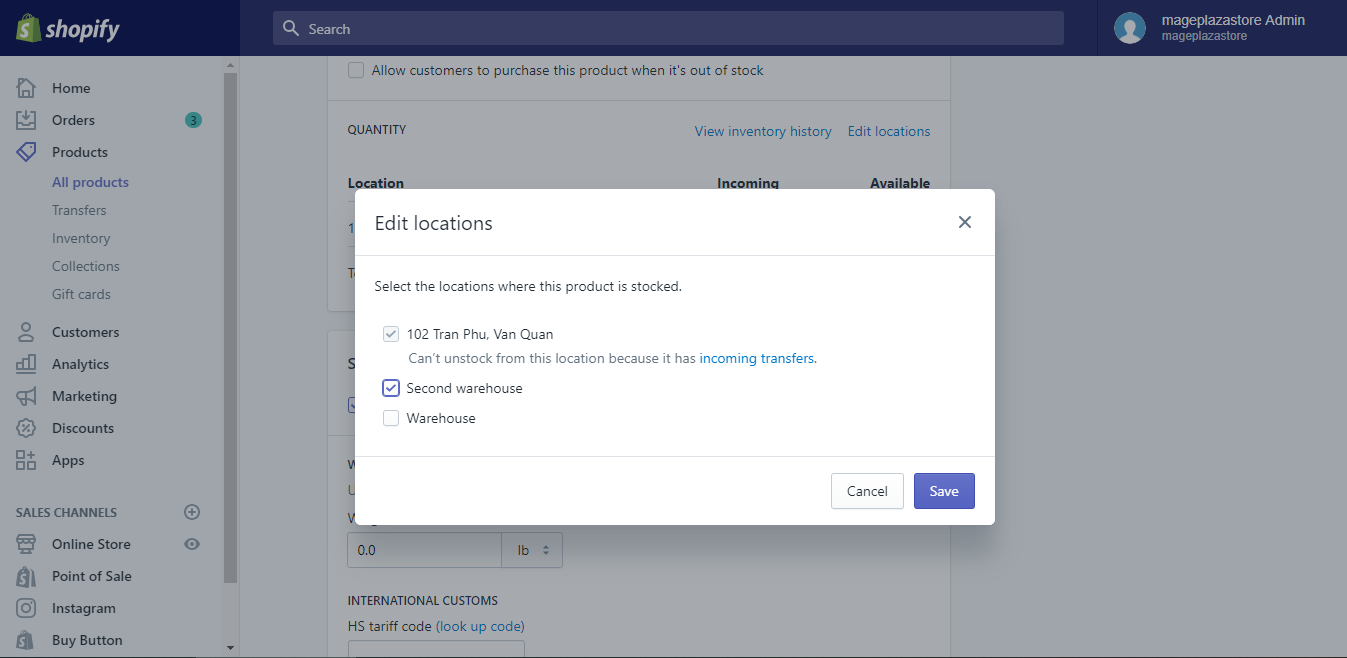 shopify
Search
mageplazastore Admin
mageplazastore
Home
Orders 3
Products
All products
Transfers
Inventory
Collections
Gift cards
Customers
Analytics
Marketing
Discounts
Apps
SALES CHANNELS
Online Store
Point of Sale
Instagram
Buy Button
Allow customers to purchase this product when it's out of stock
QUANTITY View inventory history Edit locations
Location Incoming Available
Edit locations
Select the locations where this product is stocked.
102 Tran Phu, Van Quan
Can't unstock from this location because it has incoming transfers.
Second warehouse
Warehouse
Cancel Save
0.0 lb
INTERNATIONAL CUSTOMS
HS tariff code (look up code)